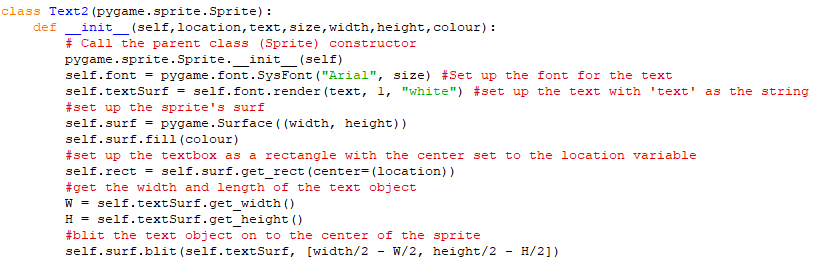 class Text2(pygame.sprite.Sprite):
    def __init__(self,location,text,size,width,height,colour):
        # Call the parent class (Sprite) constructor
        pygame.sprite.Sprite.__init__(self)
        self.font = pygame.font.SysFont("Arial", size) #Set up the font for the text
        self.textSurf = self.font.render(text, 1, "white") #set up the text with 'text' as the string
        #set up the sprite's surf
        self.surf = pygame.Surface((width, height))
        self.surf.fill(colour)
        #set up the textbox as a rectangle with the center set to the location variable
        self.rect = self.surf.get_rect(center=(location))
        #get the width and length of the text object
        W = self.textSurf.get_width()
        H = self.textSurf.get_height()
        #blit the text object on to the center of the sprite
        self.surf.blit(self.textSurf, [width/2 - W/2, height/2 - H/2])